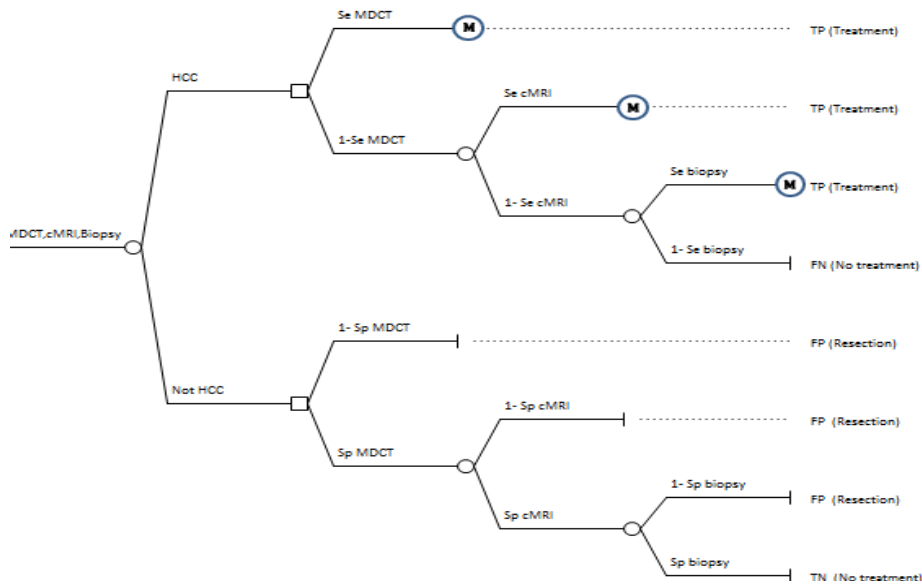 Se MDCT
M
TP (Treatment)
HCC
Se cMRI
M
TP (Treatment)
1-Se MDCT
Se biopsy
M
TP (Treatment)
1- Se cMRI
MDCT,cMRI,Biopsy
1- Se biopsy
FN (No treatment)
1- Sp MDCT
FP (Resection)
Not HCC
1- Sp cMRI
FP (Resection)
Sp MDCT
1- Sp biopsy
FP (Resection)
Sp cMRI
Sp biopsy
TN (No treatment)